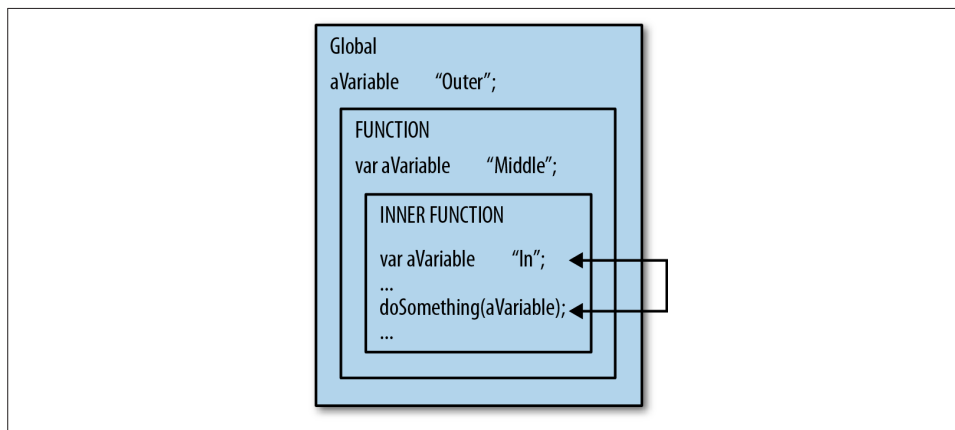 Global
aVariable “Outer”;
FUNCTION
var aVariable “Middle”;
INNER FUNCTION
var aVariable “In”;
...
doSomething(aVariable);
...